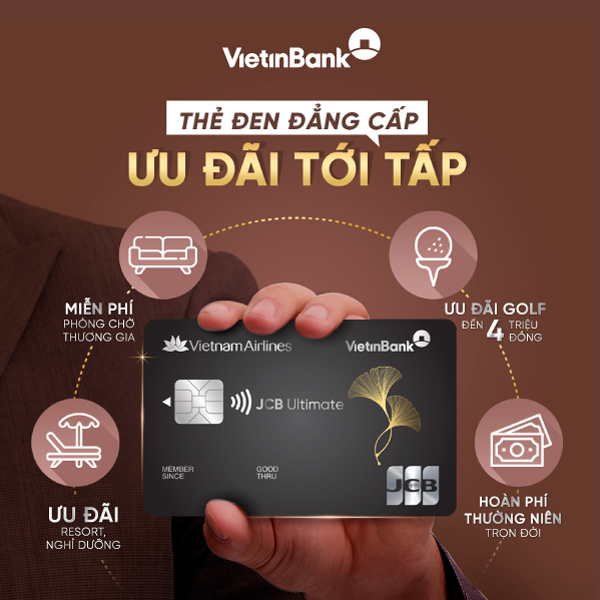 VietinBank
THẺ ĐEN ĐẲNG CẤP
ƯU ĐÃI TỚI TẤP
MIỄN PHÍ
PHÒNG CHỜ
THƯƠNG GIA
ƯU ĐÃI GOLF
ĐẾN 4 TRIỆU
ĐỒNG
Vietnam Airlines
VietinBank
JCB Ultimate
MEMBER
SINCE
GOOD
THRU
JCB
ƯU ĐÃI
RESORT,
NGHỈ DƯỠNG
HOÀN PHÍ
THƯỜNG NIÊN
TRỌN ĐỜI